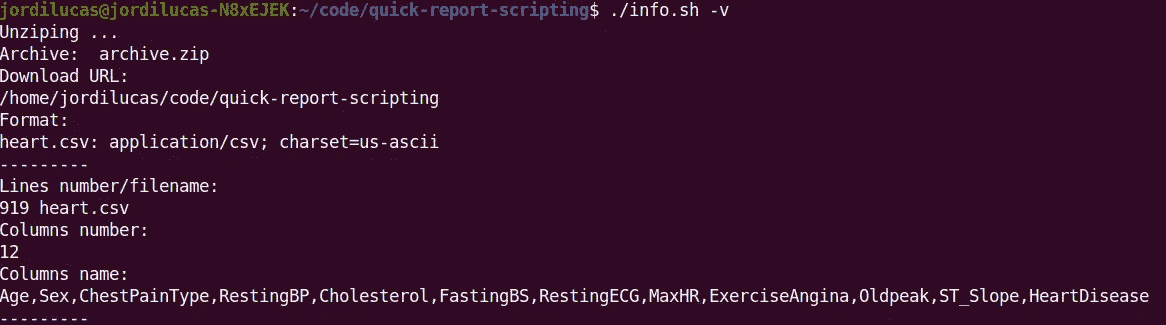 jordilucas@jordilucas-N8xEJEK:~/code/quick-report-scripting$ ./info.sh -v
Unziping ...
Archive:  archive.zip
Download URL:
/home/jordilucas/code/quick-report-scripting
Format:
heart.csv: application/csv; charset=us-ascii
---------
Lines number/filename:
919 heart.csv
Columns number:
12
Columns name:
Age,Sex,ChestPainType,RestingBP,Cholesterol,FastingBS,RestingECG,MaxHR,ExerciseAngina,Oldpeak,ST_Slope,HeartDisease
---------